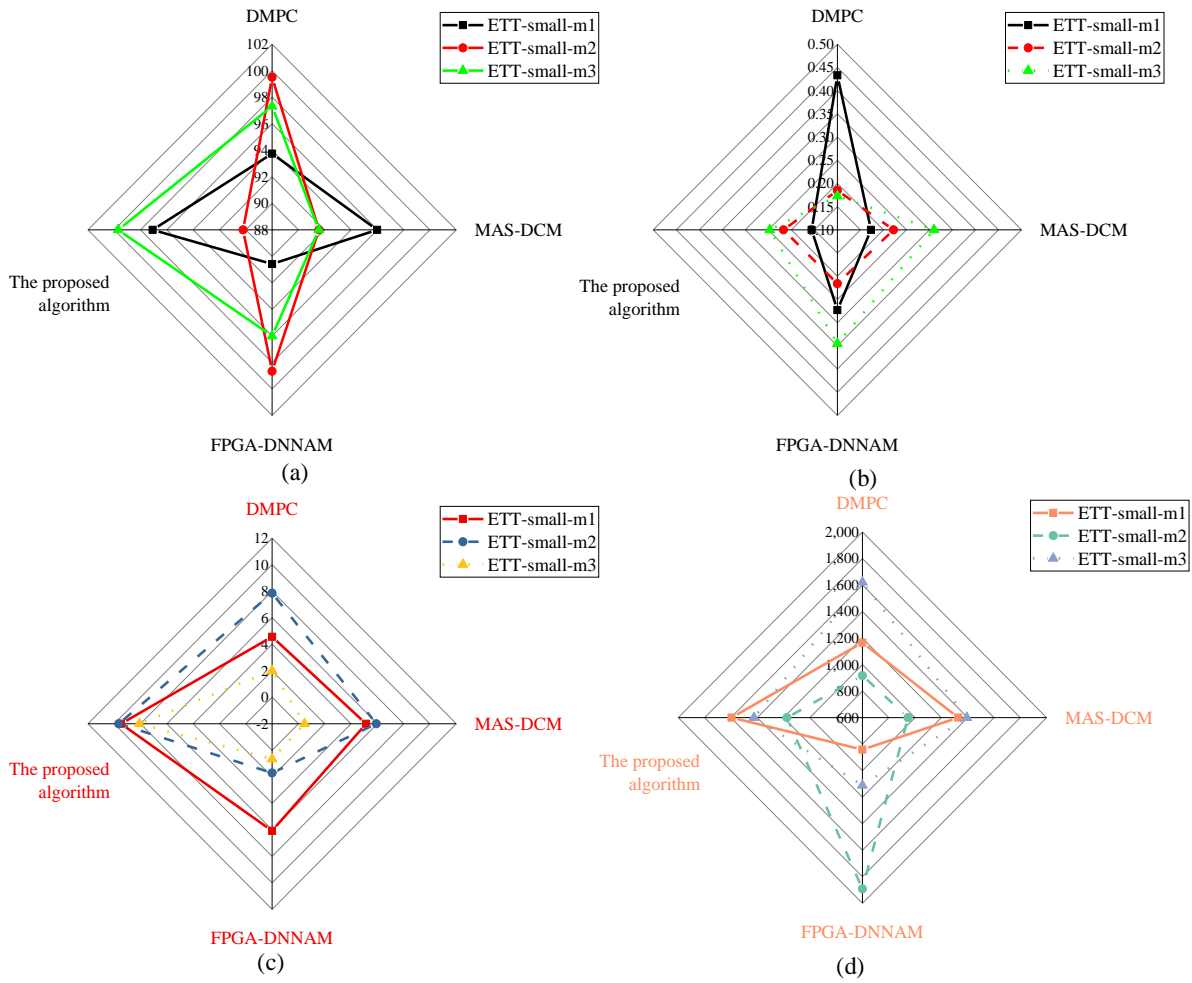 DMPC
102
100
98
96
94
92
90
88
ETT-small-m1
ETT-small-m2
ETT-small-m3
MAS-DCM
The proposed
algorithm
FPGA-DNNAM
(a)
DMPC
0.50
0.45
0.40
0.35
0.30
0.25
0.20
0.15
0.10
ETT-small-m1
ETT-small-m2
ETT-small-m3
MAS-DCM
The proposed
algorithm
FPGA-DNNAM
(b)
DMPC
12
10
8
6
4
2
0
-2
ETT-small-m1
ETT-small-m2
ETT-small-m3
MAS-DCM
The proposed
algorithm
FPGA-DNNAM
(c)
DMPC
2,000
1,800
1,600
1,400
1,200
1,000
800
600
ETT-small-m1
ETT-small-m2
ETT-small-m3
MAS-DCM
The proposed
algorithm
FPGA-DNNAM
(d)